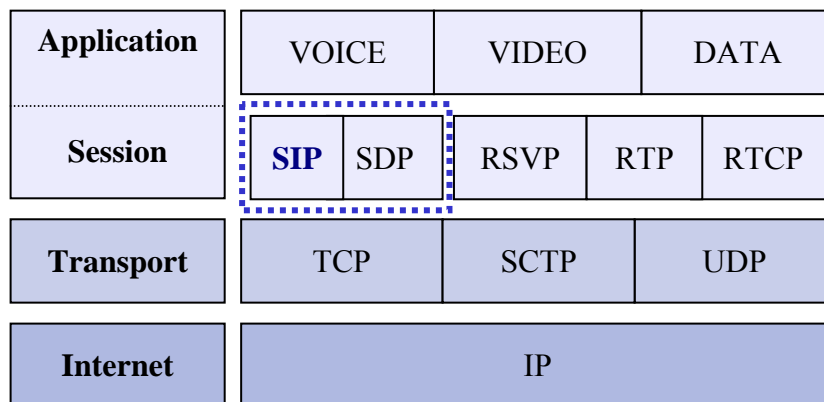 Application VOICE VIDEO DATA
Session SIP SDP RSVP RTP RTCP
Transport TCP SCTP UDP
Internet IP